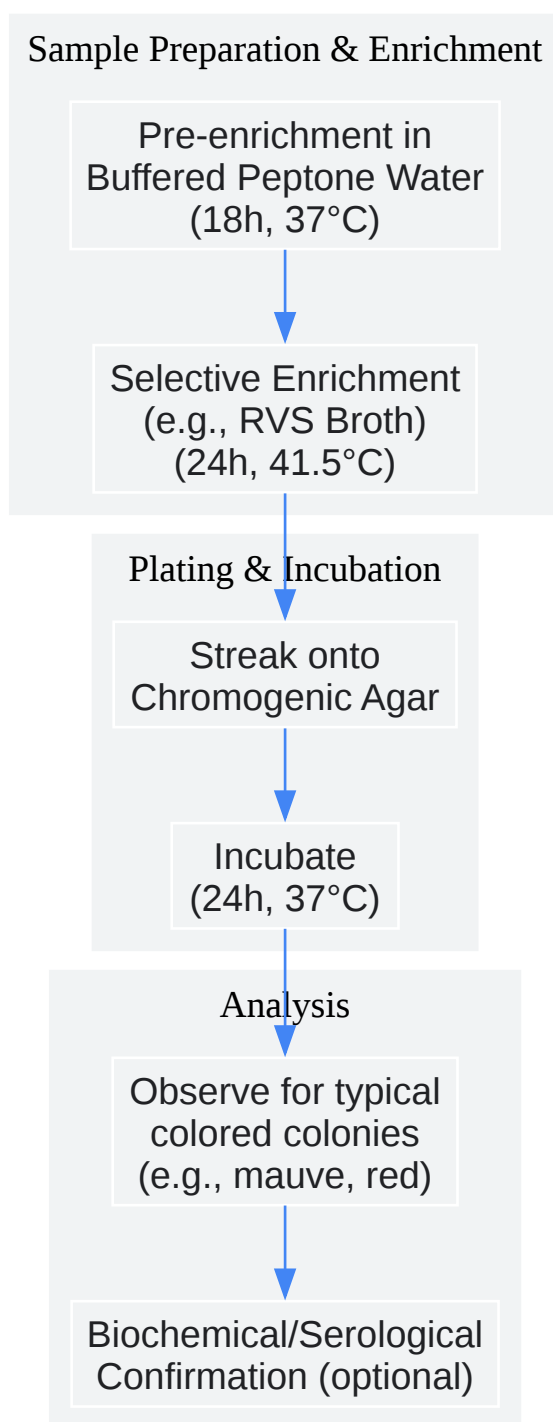 Sample Preparation & Enrichment
Pre-enrichment in
Buffered Peptone Water
(18h, 37°C)
Selective Enrichment
(e.g., RVS Broth)
(24h, 41.5°C)
Plating & Incubation
Streak onto
Chromogenic Agar
Incubate
(24h, 37°C)
Analysis
Observe for typical
colored colonies
(e.g., mauve, red)
Biochemical/Serological
Confirmation (optional)